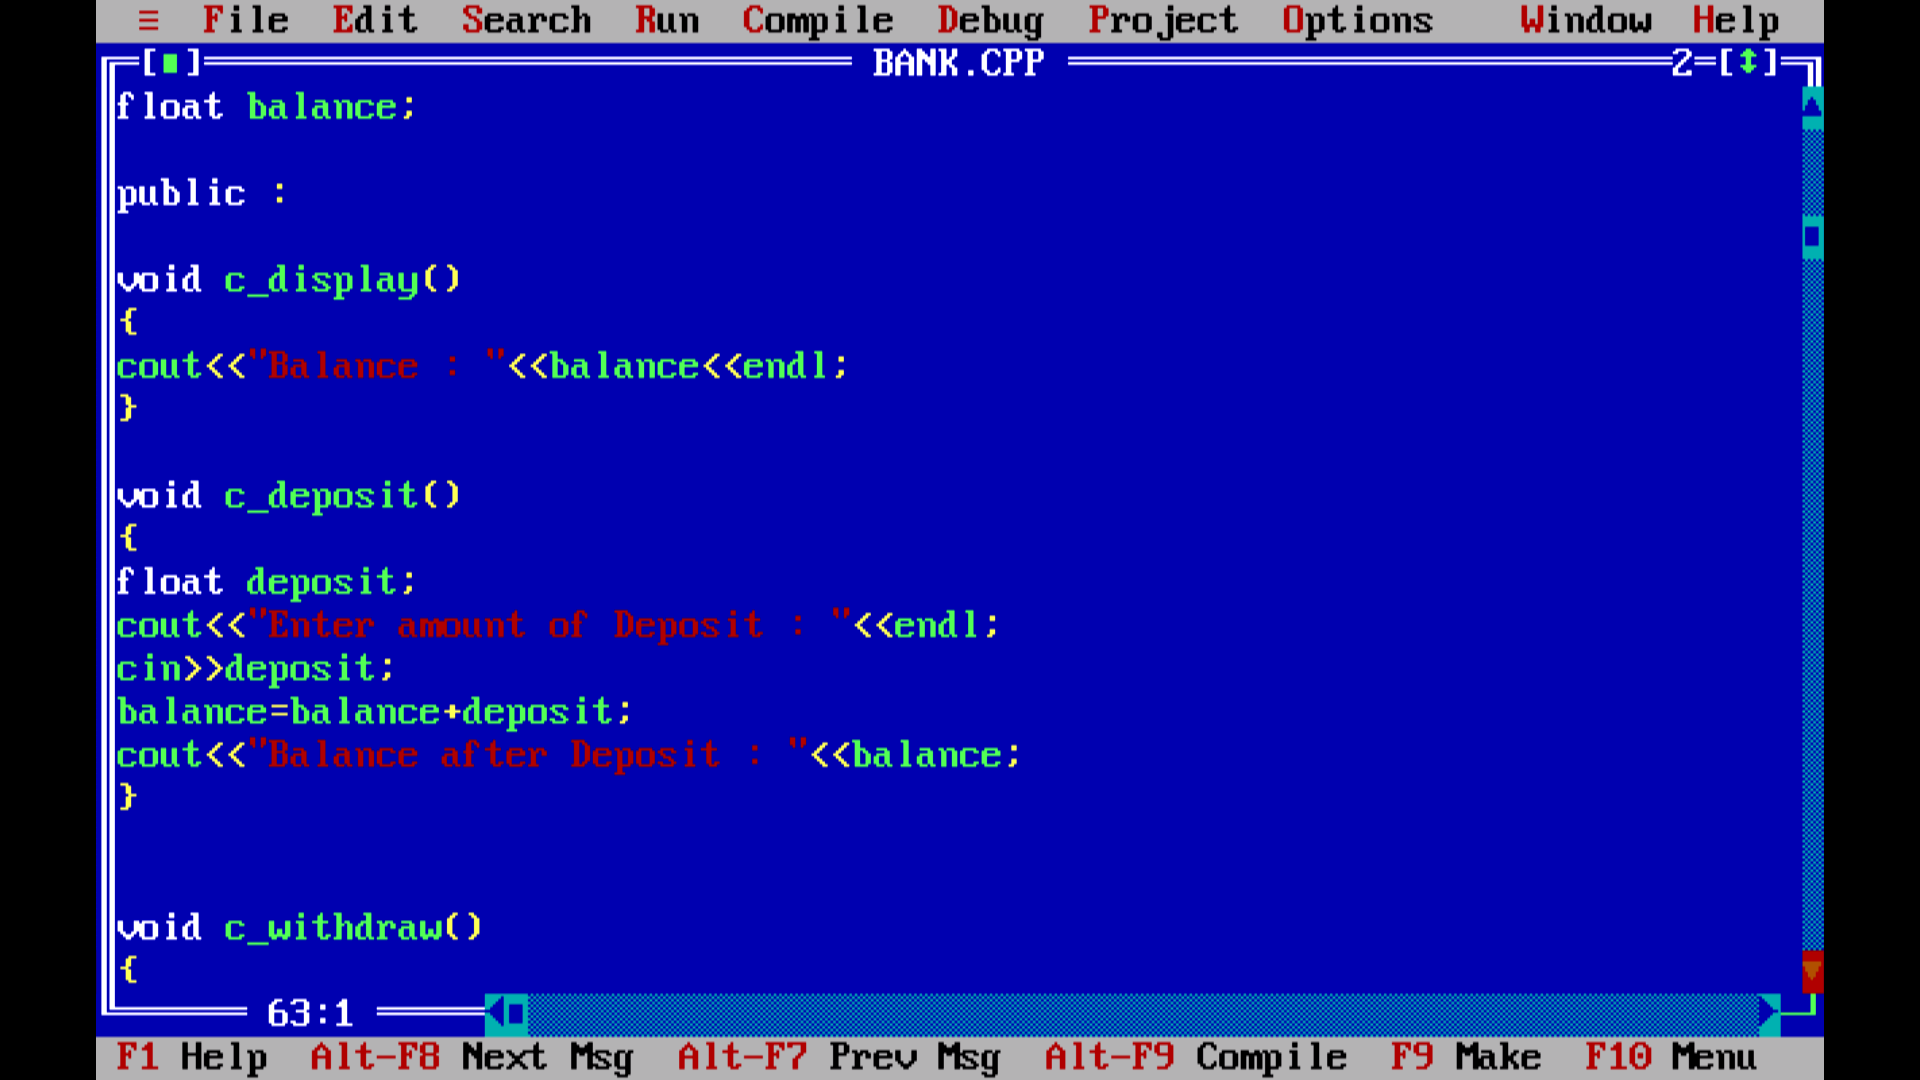 ≡ File Edit Search Run Compile Debug Project Options Window Help
[■] BANK.CPP 2=[↕]
float balance;
public :
void c_display()
{
cout<<"Balance : "<<balance<<endl;
}
void c_deposit()
{
float deposit;
cout<<"Enter amount of Deposit : "<<endl;
cin>>deposit;
balance=balance+deposit;
cout<<"Balance after Deposit : "<<balance;
}
void c_withdraw()
{
63:1
F1 Help Alt-F8 Next Msg Alt-F7 Prev Msg Alt-F9 Compile F9 Make F10 Menu